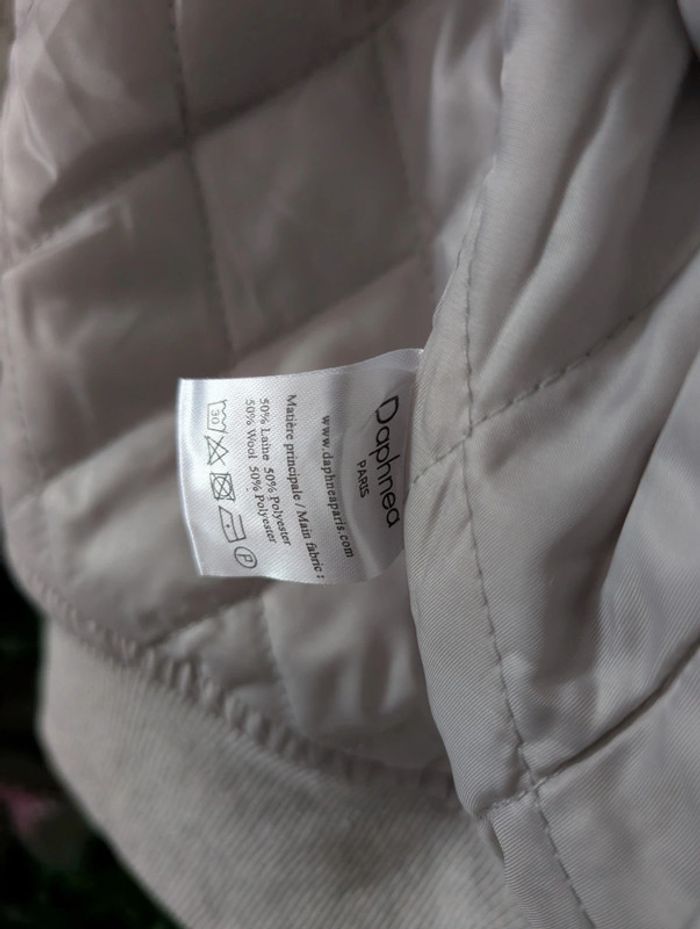 Daphnea
PARIS
www.daphneaparis.com
Matière principale / Main fabric :
50% Laine 50% Polyester
50% Wool 50% Polyester
30 P